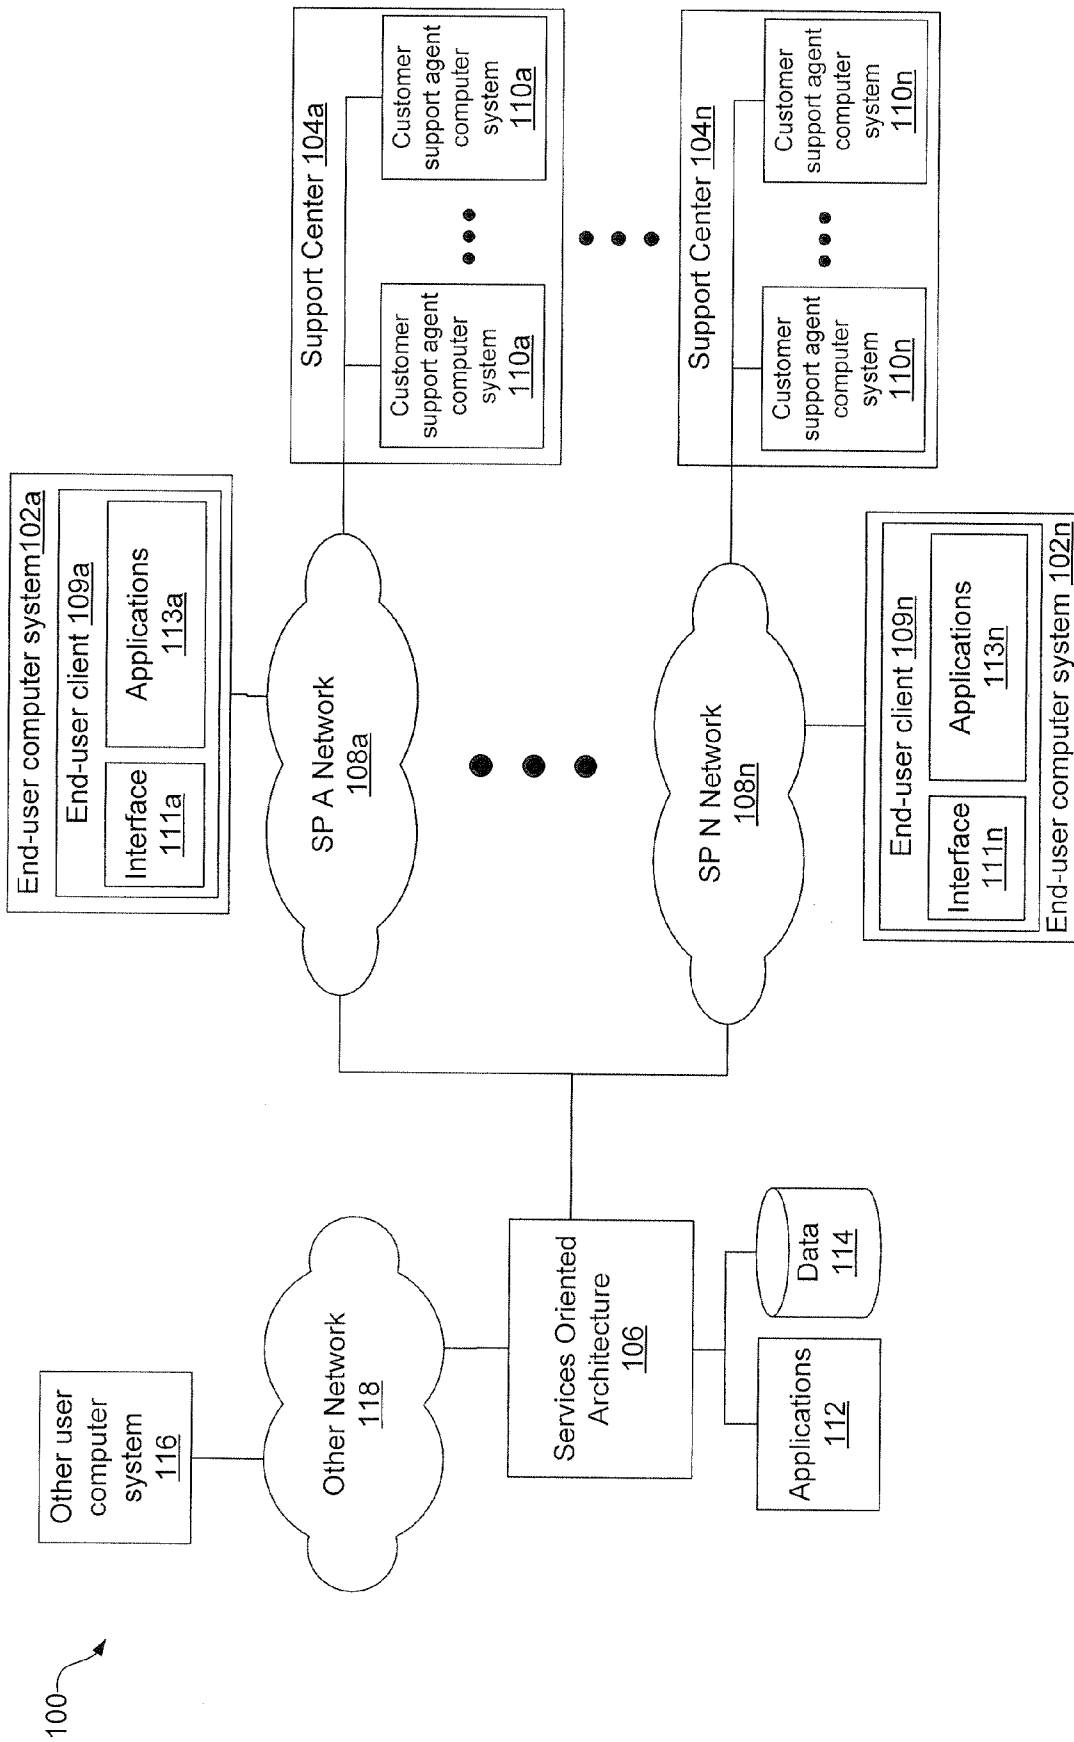 100
Other user
computer
system
116
Other Network
118
Services Oriented
Architecture
106
Applications
112
Data
114
End-user computer system102a
End-user client 109a
Interface
111a
Applications
113a
SP A Network
108a
SP N Network
108n
End-user client 109n
Interface
111n
Applications
113n
End-user computer system 102n
Support Center 104a
Customer
support agent
computer
system
110a
Customer
support agent
computer
system
110a
Support Center 104n
Customer
support agent
computer
system
110n
Customer
support agent
computer
system
110n